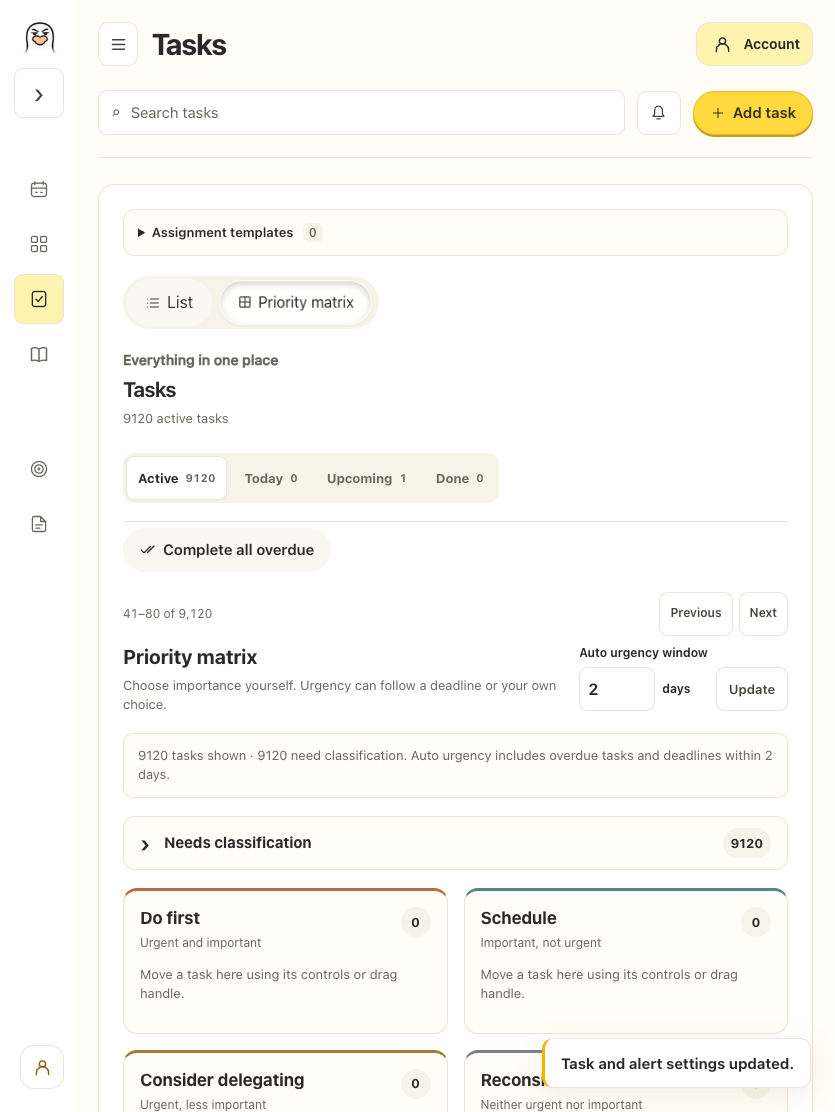 Tasks
Account
Search tasks
+ Add task
Assignment templates 0
List
Priority matrix
Everything in one place
Tasks
9120 active tasks
Active 9120
Today 0
Upcoming 1
Done 0
Complete all overdue
41–80 of 9,120
Previous
Next
Priority matrix
Choose importance yourself. Urgency can follow a deadline or your own
choice.
Auto urgency window
2 days
Update
9120 tasks shown · 9120 need classification. Auto urgency includes overdue tasks and deadlines within 2
days.
Needs classification 9120
Do first 0
Urgent and important
Move a task here using its controls or drag
handle.
Schedule 0
Important, not urgent
Move a task here using its controls or drag
handle.
Consider delegating 0
Urgent, less important
Neither urgent nor important
Task and alert settings updated.